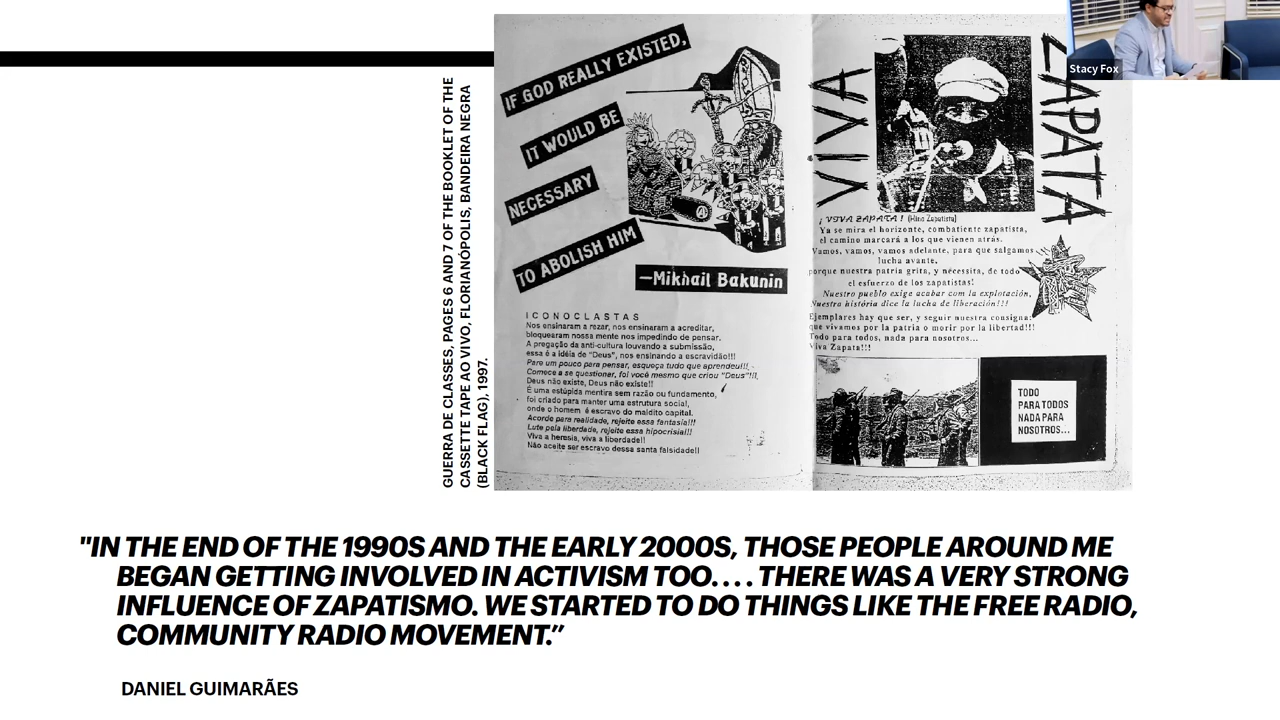 GUERRA DE CLASSES, PAGES 6 AND 7 OF THE BOOKLET OF THE
CASSETTE TAPE AO VIVO, FLORIANÓPOLIS, BANDEIRA NEGRA
(BLACK FLAG), 1997.
IF GOD REALLY EXISTED,
IT WOULD BE
NECESSARY
TO ABOLISH HIM
—Mikhail Bakunin
ICONOCLASTAS
Nos ensinaram a rezar, nos ensinaram a acreditar,
bloquearam nossa mente nos impedindo de pensar.
A pregação da anti-cultura louvando a submissão,
essa é a idéia de "Deus", nos ensinando a escravidão!!!
Pare um pouco para pensar, esqueça tudo que aprendeu!!!,
Comece a se questionar, foi você mesmo que criou "Deus"!!!,
Deus não existe, Deus não existe!!
É uma estúpida mentira sem razão ou fundamento,
foi criado para manter uma estrutura social,
onde o homem é escravo do maldito capital.
Acorde para realidade, rejeite essa fantasia!!!
Lute pela liberdade, rejeite essa hipocrisia!!!
Viva a heresia, viva a liberdade!!
Não aceite ser escravo dessa santa falsidade!!
VIVA
ZAPATA
¡VIVA ZAPATA! (Hino Zapatista)
Ya se mira el horizonte, combatiente zapatista,
el camino marcará a los que vienen atrás.
Vamos, vamos, vamos adelante, para que salgamos
lucha avante,
porque nuestra patria grita, y necessita, de todo
el esfuerzo de los zapatistas!
Nuestro pueblo exige acabar com la explotación,
Nuestra história dice la lucha de liberación!!!
Ejemplares hay que ser, y seguir nuestra consigna:
que vivamos por la patria o morir por la libertad!!!
Todo para todos, nada para nosotros...
Viva Zapata!!!
TODO
PARA TODOS
NADA PARA
NOSOTROS...
Stacy Fox
"IN THE END OF THE 1990S AND THE EARLY 2000S, THOSE PEOPLE AROUND ME
BEGAN GETTING INVOLVED IN ACTIVISM TOO. . . . THERE WAS A VERY STRONG
INFLUENCE OF ZAPATISMO. WE STARTED TO DO THINGS LIKE THE FREE RADIO,
COMMUNITY RADIO MOVEMENT.”
DANIEL GUIMARÃES